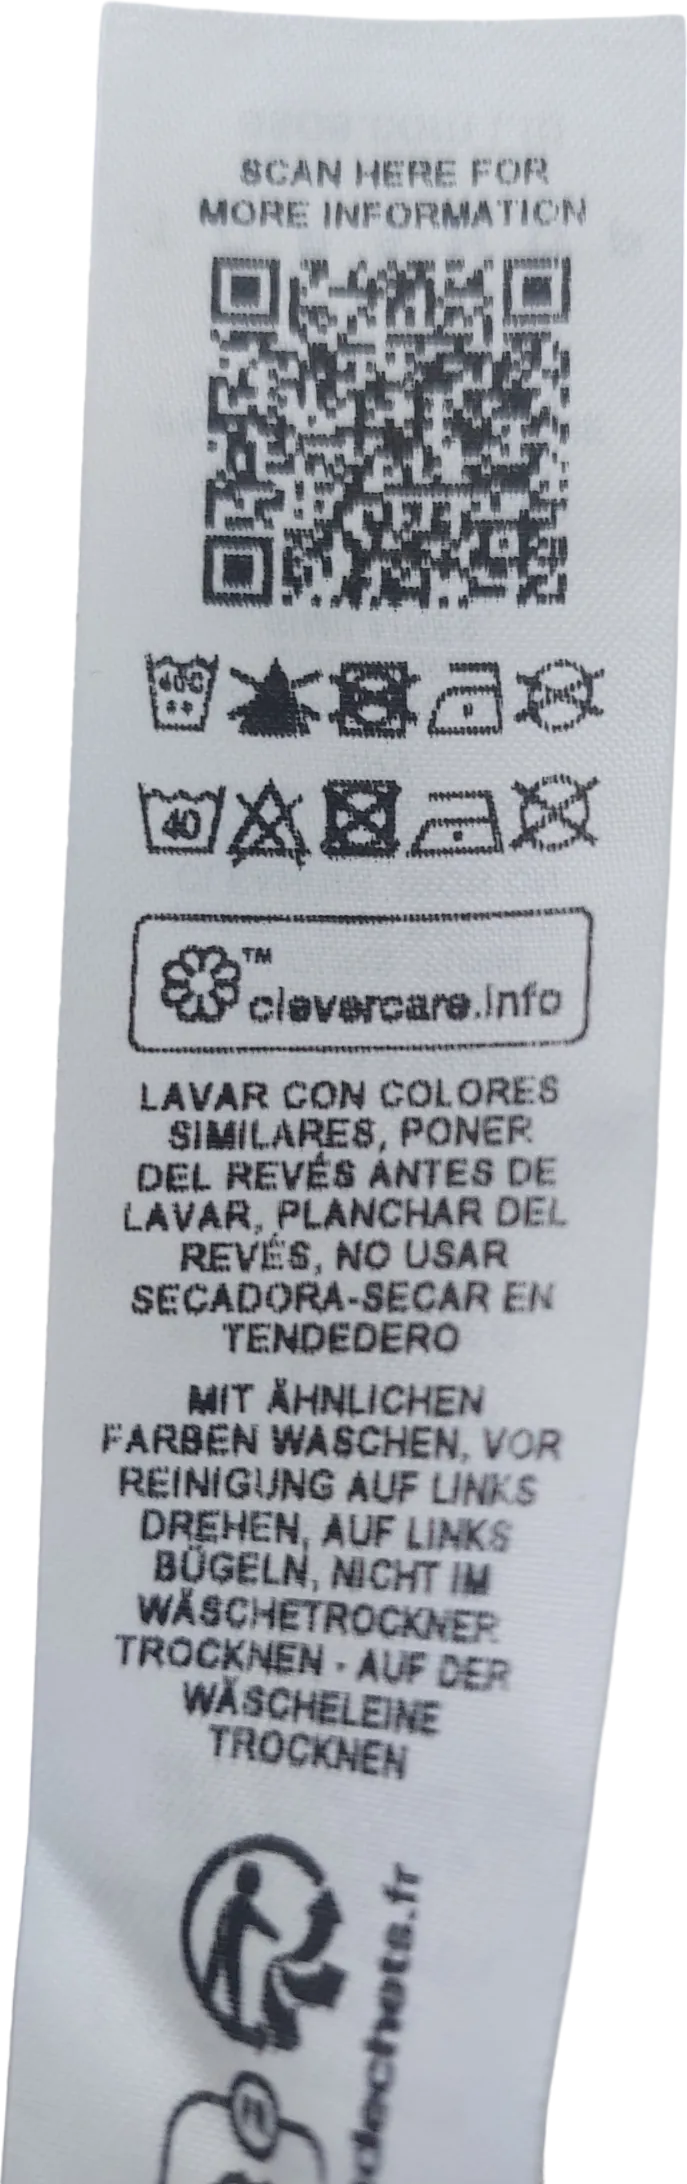 SCAN HERE FOR
MORE INFORMATION
40
TM
clevercare.info
LAVAR CON COLORES
SIMILARES, PONER
DEL REVÉS ANTES DE
LAVAR, PLANCHAR DEL
REVÉS, NO USAR
SECADORA-SECAR EN
TENDEDERO
MIT ÄHNLICHEN
FARBEN WASCHEN, VOR
REINIGUNG AUF LINKS
DREHEN, AUF LINKS
BÜGELN, NICHT IM
WÄSCHETROCKNER
TROCKNEN - AUF DER
WÄSCHELEINE
TROCKNEN
dechets.fr